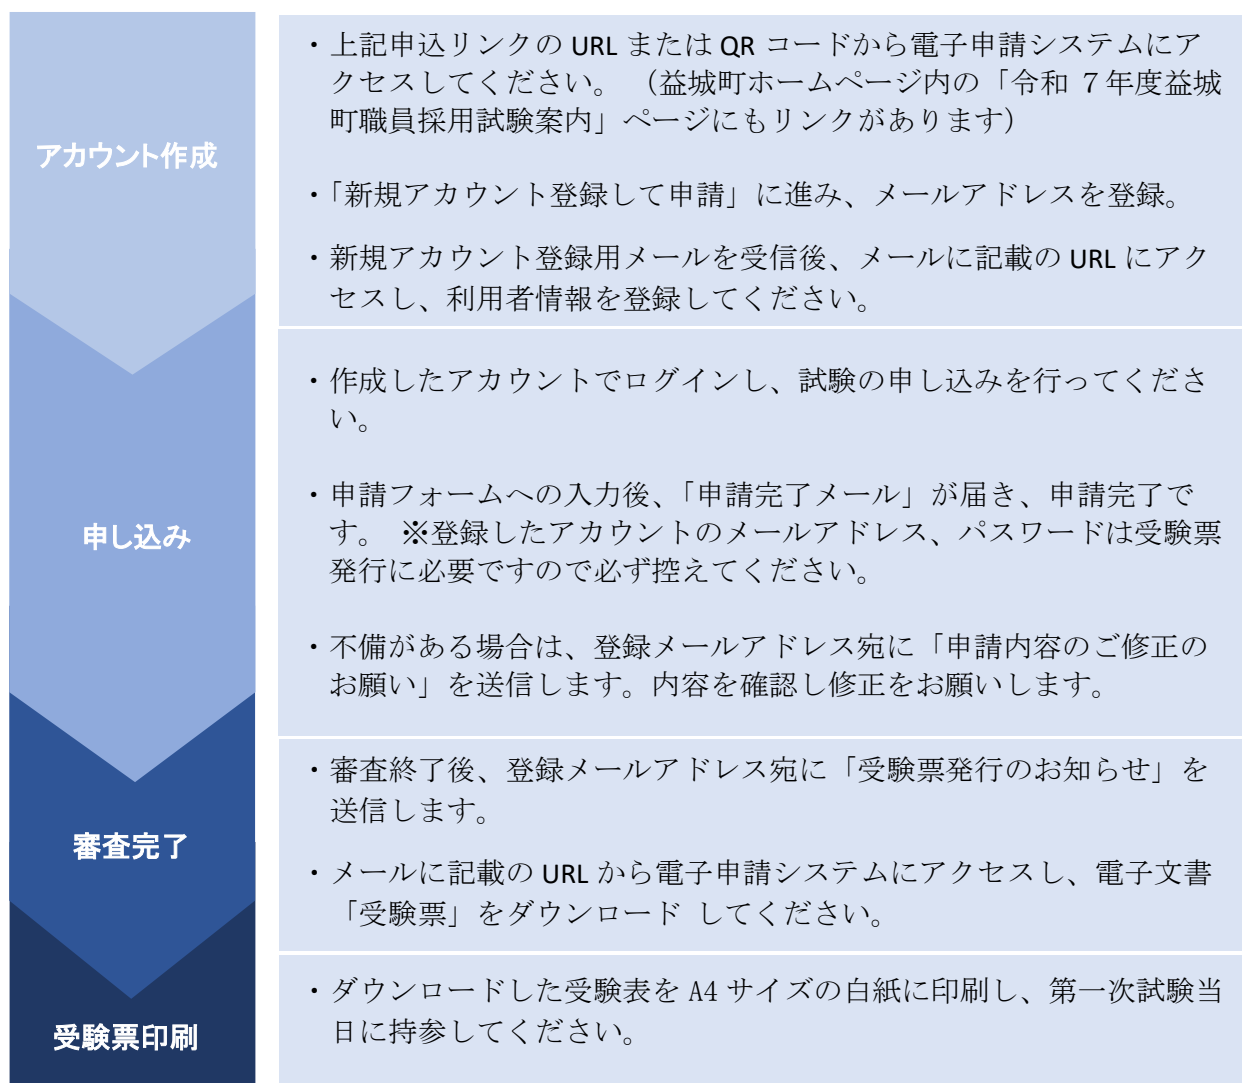 アカウント作成
・上記申込リンクの URL または QR コードから電子申請システムにア
クセスしてください。 （益城町ホームページ内の「令和 ７年度益城
町職員採用試験案内」ページにもリンクがあります）
・「新規アカウント登録して申請」に進み、メールアドレスを登録。
・新規アカウント登録用メールを受信後、メールに記載の URL にアク
セスし、利用者情報を登録してください。
申し込み
・作成したアカウントでログインし、試験の申し込みを行ってくださ
い。
・申請フォームへの入力後、「申請完了メール」が届き、申請完了で
す。 ※登録したアカウントのメールアドレス、パスワードは受験票
発行に必要ですので必ず控えてください。
・不備がある場合は、登録メールアドレス宛に「申請内容のご修正の
お願い」を送信します。内容を確認し修正をお願いします。
審査完了
・審査終了後、登録メールアドレス宛に「受験票発行のお知らせ」を
送信します。
・メールに記載の URL から電子申請システムにアクセスし、電子文書
「受験票」をダウンロード してください。
受験票印刷
・ダウンロードした受験表を A4 サイズの白紙に印刷し、第一次試験当
日に持参してください。